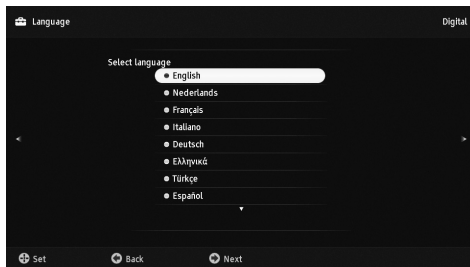 Language
Digital
Select language
English
Nederlands
Français
Italiano
Deutsch
Ελληνικά
Türkçe
Español
Set Back Next